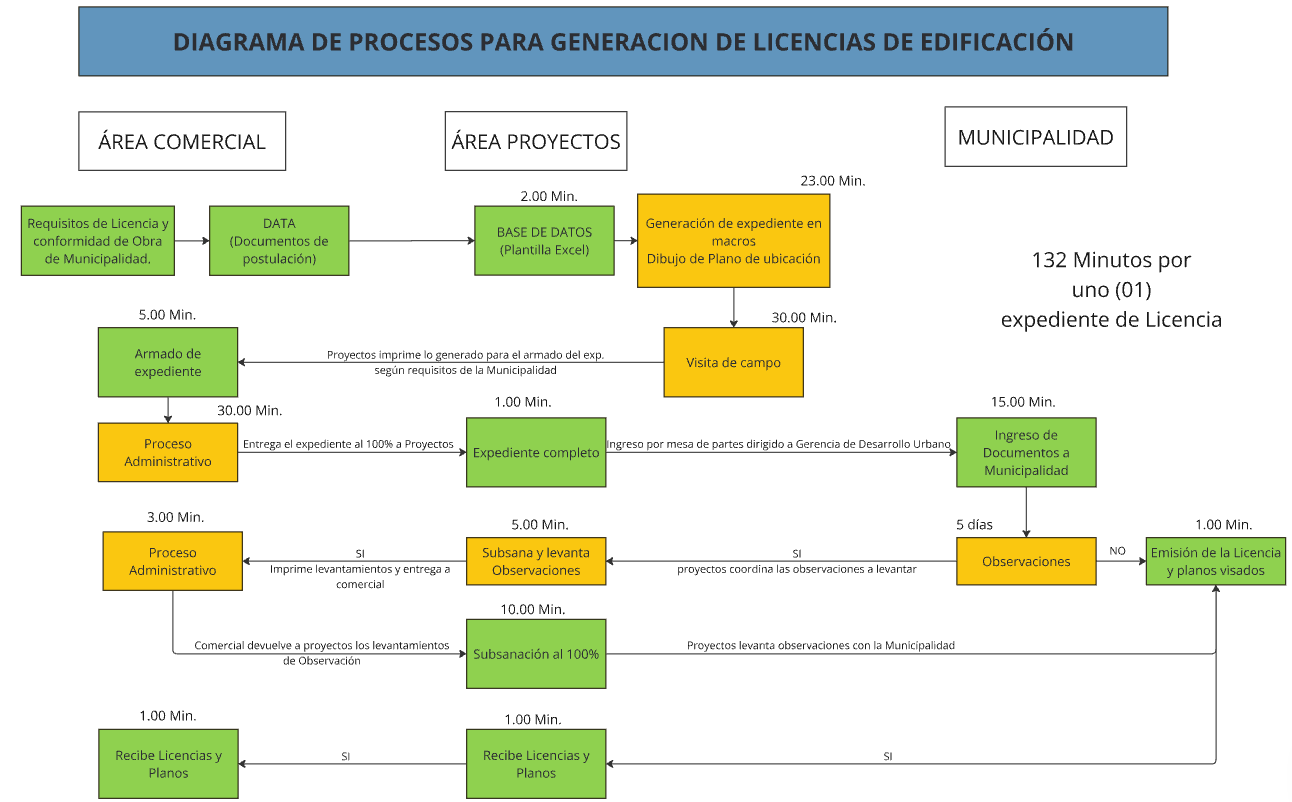 DIAGRAMA DE PROCESOS PARA GENERACION DE LICENCIAS DE EDIFICACIÓN
ÁREA COMERCIAL
ÁREA PROYECTOS
MUNICIPALIDAD
Requisitos de Licencia y
conformidad de Obra
de Municipalidad.
DATA
(Documentos de
postulación)
2.00 Min.
BASE DE DATOS
(Plantilla Excel)
23.00 Min.
Generación de expediente en
macros
Dibujo de Plano de ubicación
132 Minutos por
uno (01)
expediente de Licencia
5.00 Min.
Armado de
expediente
Proyectos imprime lo generado para el armado del exp.
según requisitos de la Municipalidad
30.00 Min.
Visita de campo
30.00 Min.
Proceso
Administrativo
Entrega el expediente al 100% a Proyectos
1.00 Min.
Expediente completo
Ingreso por mesa de partes dirigido a Gerencia de Desarrollo Urbano
15.00 Min.
Ingreso de
Documentos a
Municipalidad
3.00 Min.
Proceso
Administrativo
SI
Imprime levantamientos y entrega a
comercial
5.00 Min.
Subsana y levanta
Observaciones
SI
proyectos coordina las observaciones a levantar
5 días
Observaciones
NO
1.00 Min.
Emisión de la Licencia
y planos visados
Comercial devuelve a proyectos los levantamientos
de Observación
10.00 Min.
Subsanación al 100%
Proyectos levanta observaciones con la Municipalidad
1.00 Min.
Recibe Licencias y
Planos
SI
1.00 Min.
Recibe Licencias y
Planos
SI